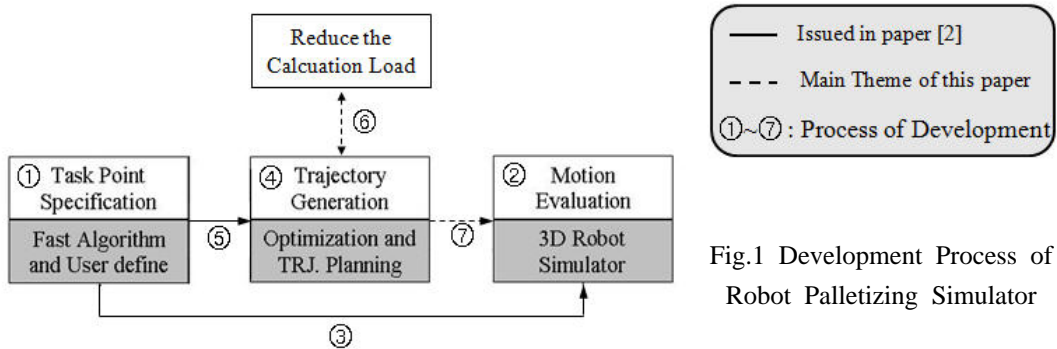 Reduce the
Calcuation Load
⑥
① Task Point
Specification
Fast Algorithm
and User define
⑤
④ Trajectory
Generation
Optimization and
TRJ. Planning
⑦
② Motion
Evaluation
3D Robot
Simulator
③
Issued in paper [2]
Main Theme of this paper
①~⑦ : Process of Development
Fig.1 Development Process of
Robot Palletizing Simulator